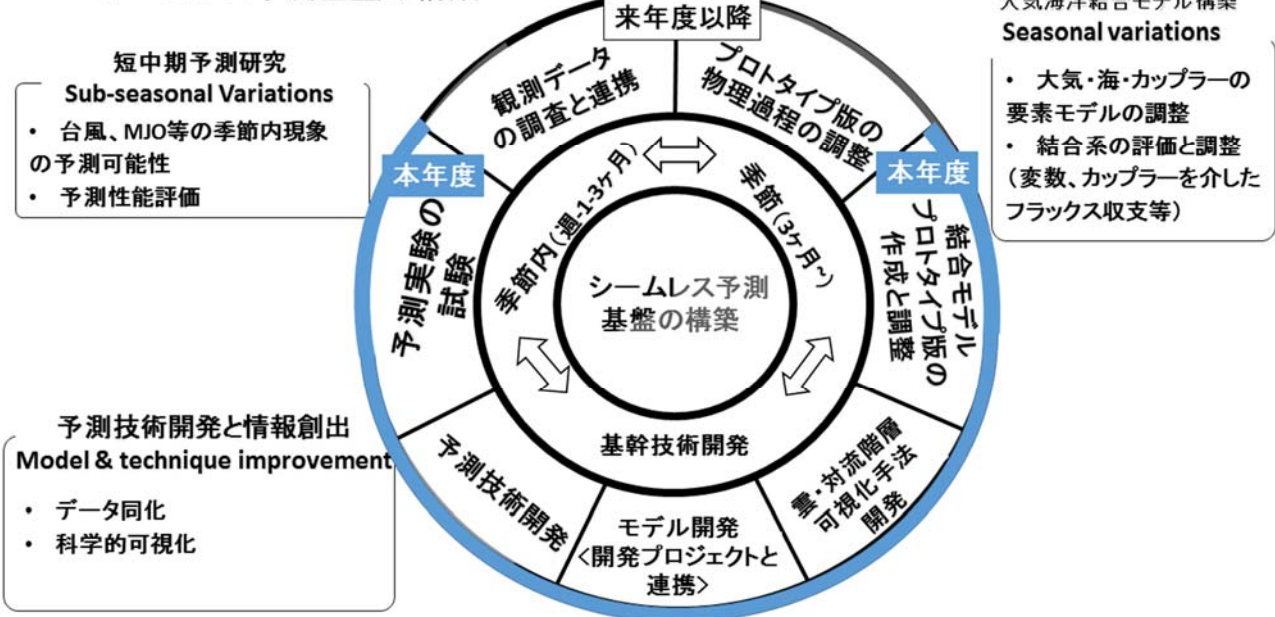 来年度以降
短中期予測研究
Sub-seasonal Variations
• 台風、MJO等の季節内現象
の予測可能性
• 予測性能評価
Seasonal variations
• 大気・海・カップラーの
要素モデルの調整
• 結合系の評価と調整
(変数、カップラーを介した
フラックス収支等)
観測データ
の調査と連携
プロトタイプ版の
物理過程の調整
本年度
本年度
予測実験の
試験
結合モデル
プロトタイプ版の
作成と調整
季節内(週-1-3ヶ月)
季節(3ヶ月~)
シームレス予測
基盤の構築
基幹技術開発
予測技術開発と情報創出
Model & technique improvement
• データ同化
• 科学的可視化
予測技術開発
モデル開発
<開発プロジェクトと
連携>
雲・対流階層
可視化手法
開発